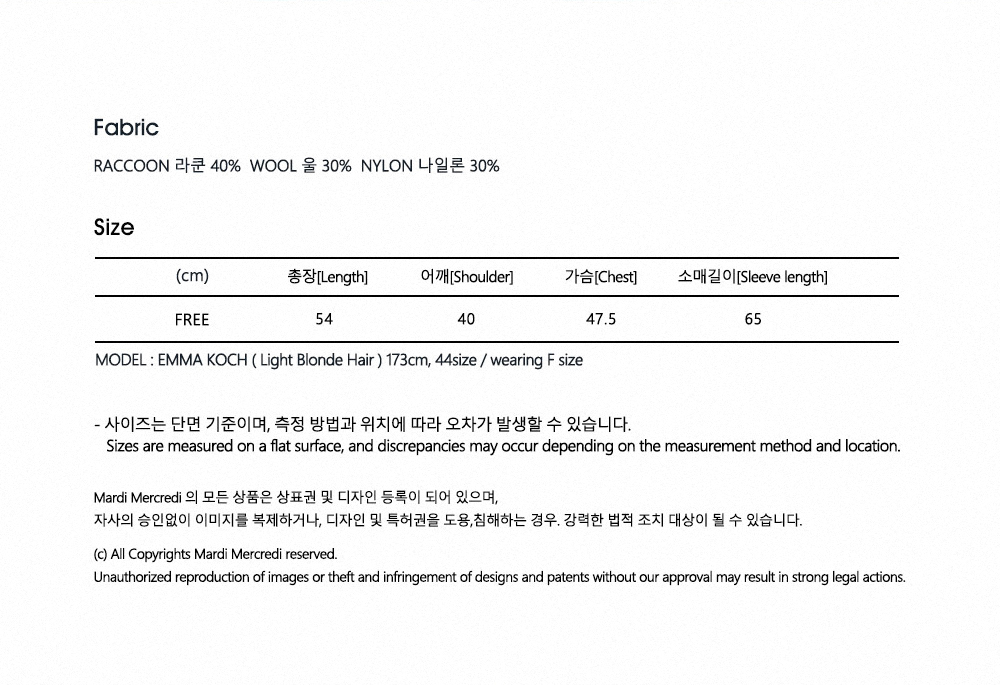 Fabric
RACCOON 라쿤 40%  WOOL 울 30%  NYLON 나일론 30%
Size
(cm) 총장[Length] 어깨[Shoulder] 가슴[Chest] 소매길이[Sleeve length]
FREE 54 40 47.5 65
MODEL : EMMA KOCH ( Light Blonde Hair ) 173cm, 44size / wearing F size
- 사이즈는 단면 기준이며, 측정 방법과 위치에 따라 오차가 발생할 수 있습니다.
Sizes are measured on a flat surface, and discrepancies may occur depending on the measurement method and location.
Mardi Mercredi 의 모든 상품은 상표권 및 디자인 등록이 되어 있으며,
자사의 승인없이 이미지를 복제하거나, 디자인 및 특허권을 도용,침해하는 경우. 강력한 법적 조치 대상이 될 수 있습니다.
(c) All Copyrights Mardi Mercredi reserved.
Unauthorized reproduction of images or theft and infringement of designs and patents without our approval may result in strong legal actions.